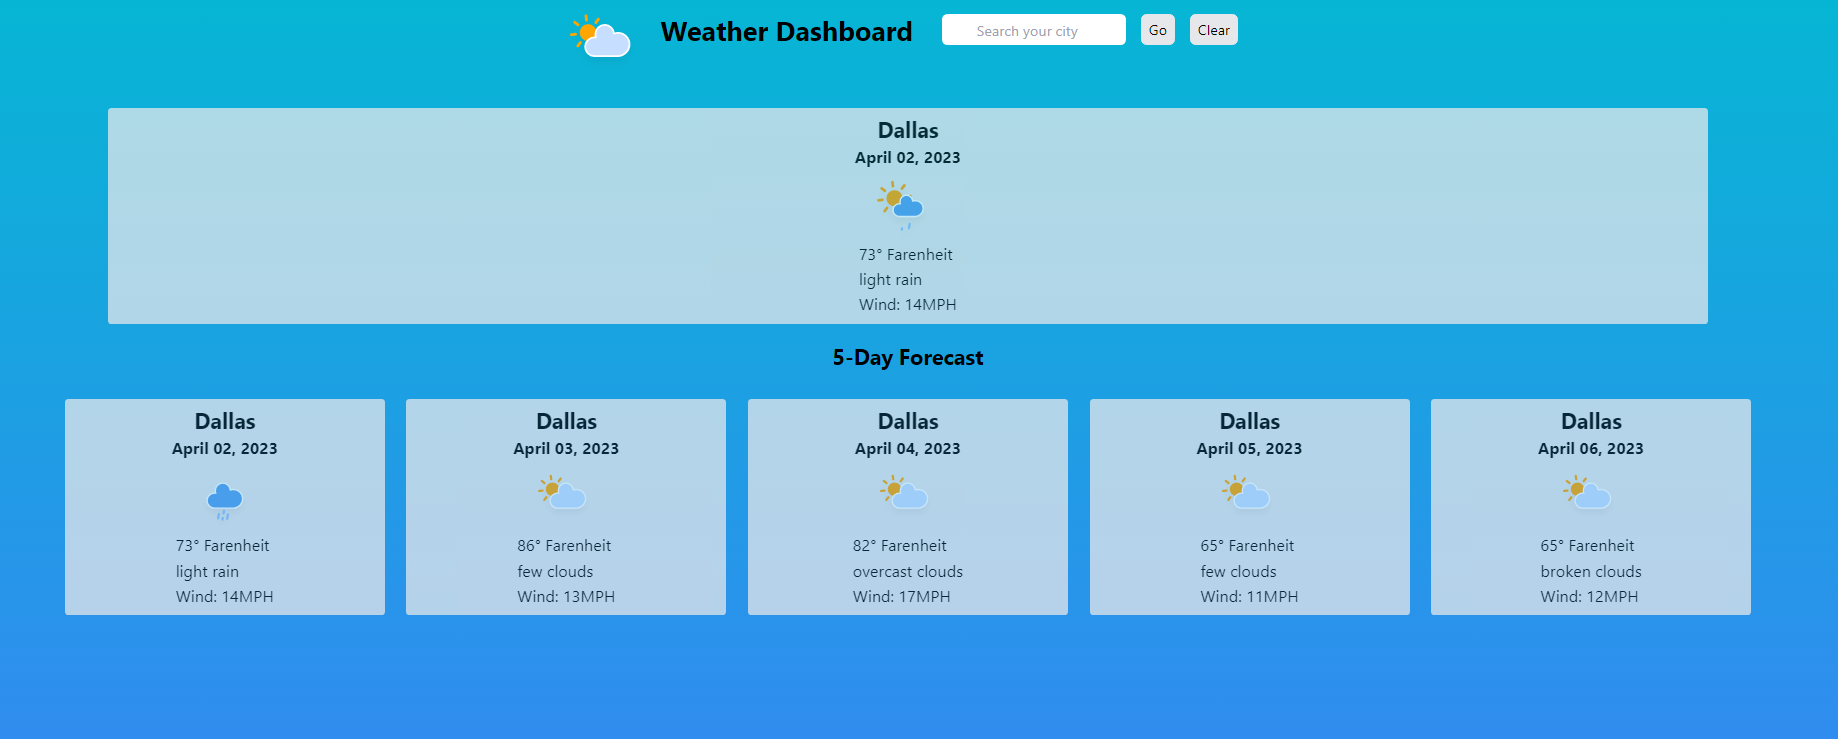 Weather Dashboard
Search your city
Go
Clear
Dallas
April 02, 2023
73° Farenheit
light rain
Wind: 14MPH
5-Day Forecast
Dallas
April 02, 2023
73° Farenheit
light rain
Wind: 14MPH
Dallas
April 03, 2023
86° Farenheit
few clouds
Wind: 13MPH
Dallas
April 04, 2023
82° Farenheit
overcast clouds
Wind: 17MPH
Dallas
April 05, 2023
65° Farenheit
few clouds
Wind: 11MPH
Dallas
April 06, 2023
65° Farenheit
broken clouds
Wind: 12MPH